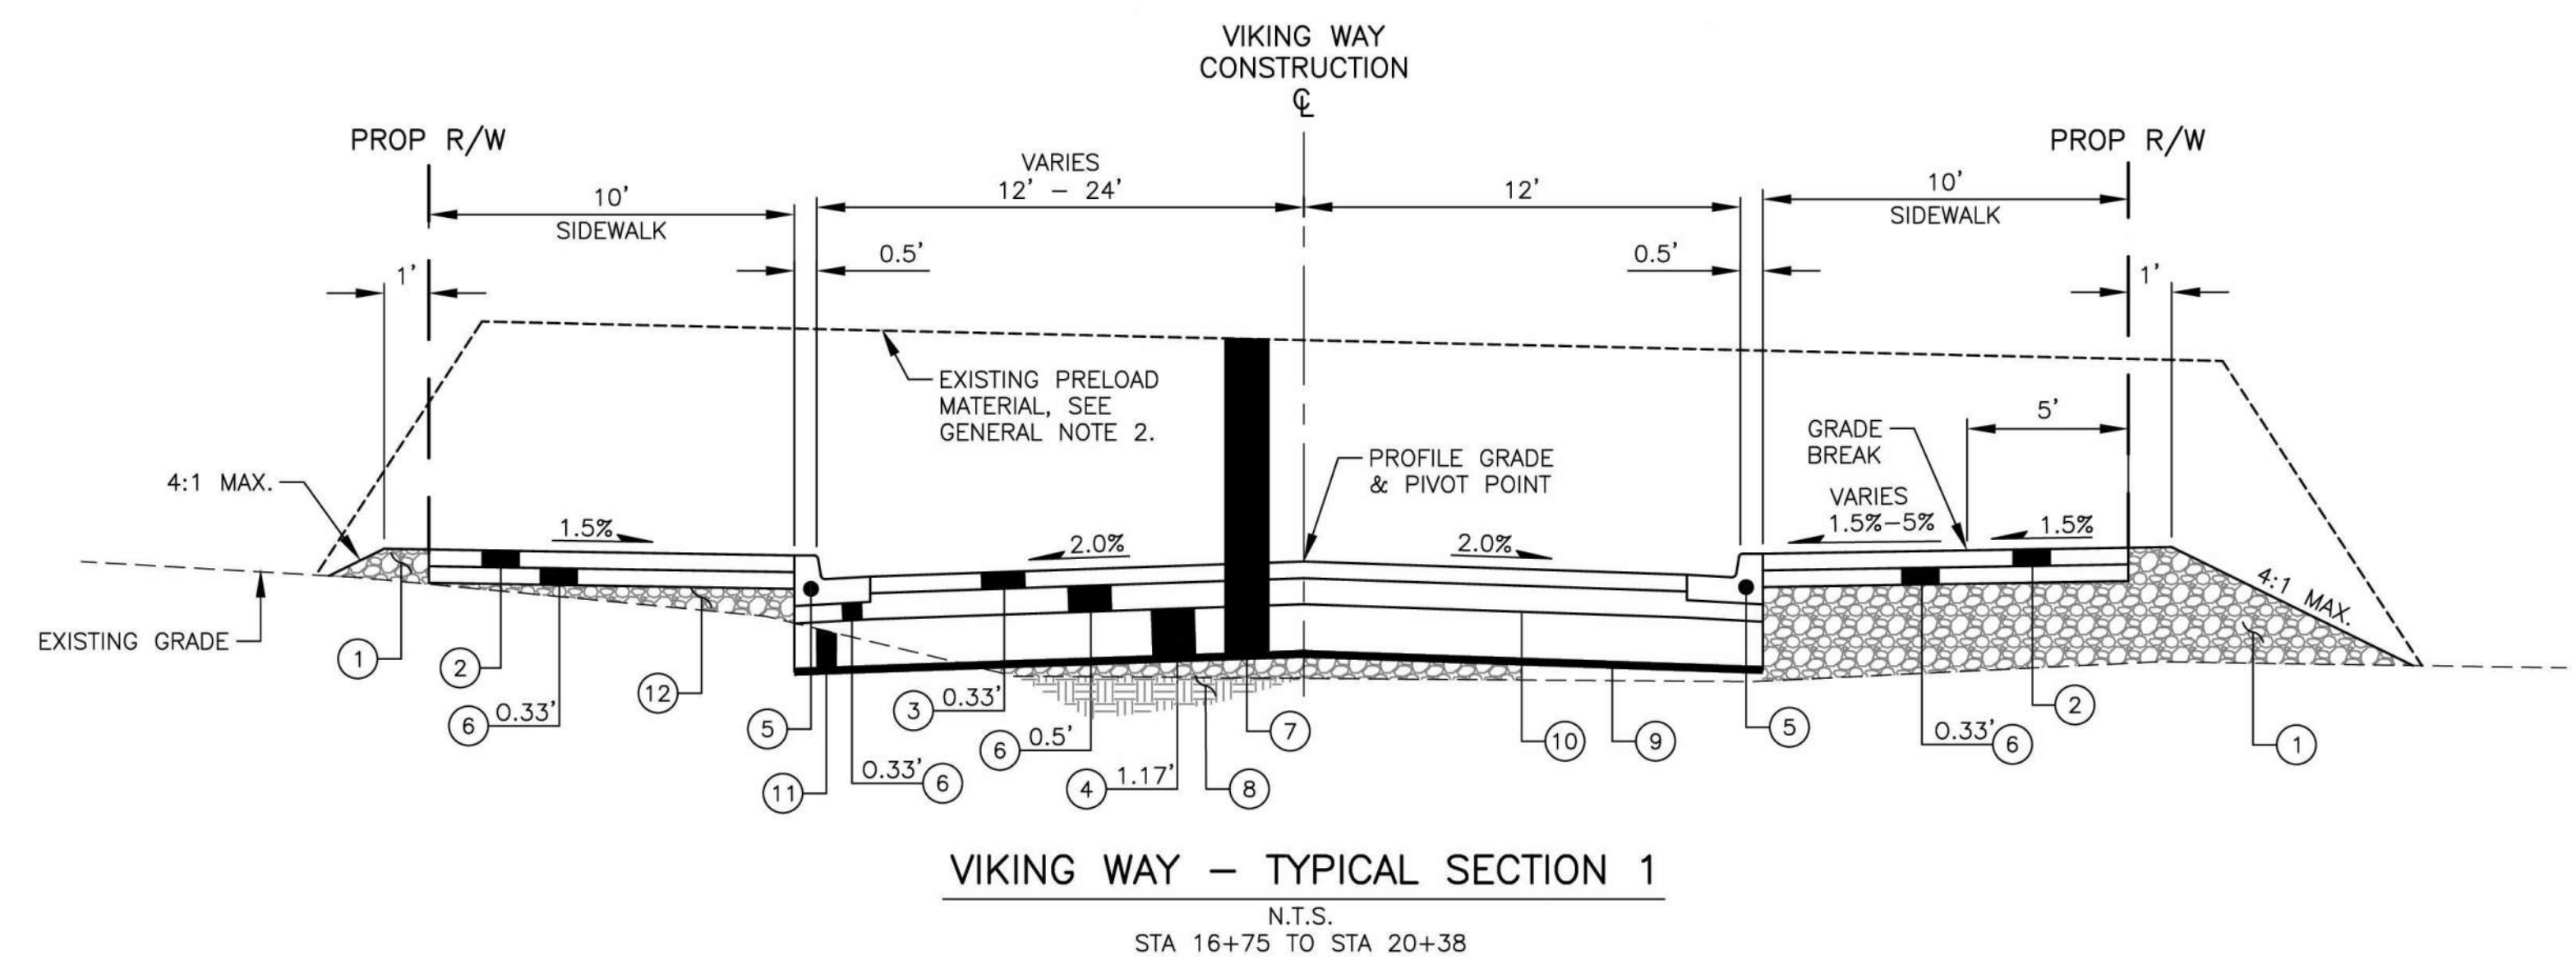 VIKING WAY
CONSTRUCTION
℄
PROP R/W
PROP R/W
10'
SIDEWALK
VARIES
12' - 24'
12'
10'
SIDEWALK
0.5'
0.5'
1'
1'
EXISTING PRELOAD
MATERIAL, SEE
GENERAL NOTE 2.
5'
GRADE
BREAK
PROFILE GRADE
& PIVOT POINT
4:1 MAX.
VARIES
1.5%-5%
1.5%
1.5%
2.0%
2.0%
4:1 MAX.
EXISTING GRADE
1
2
6 0.33'
12
5
11
0.33' 6
3 0.33'
6 0.5'
4 1.17'
8
7
10
9
5
0.33' 6
2
1
VIKING WAY - TYPICAL SECTION 1
N.T.S.
STA 16+75 TO STA 20+38